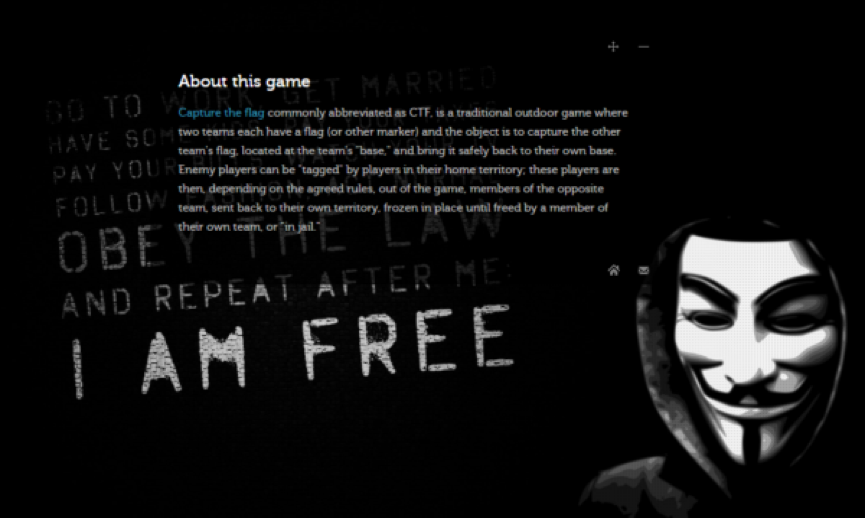 About this game
Capture the flag commonly abbreviated as CTF, is a traditional outdoor game where
two teams each have a flag (or other marker) and the object is to capture the other
team's flag, located at the team's "base," and bring it safely back to their own base.
Enemy players can be "tagged" by players in their home territory; these players are
then, depending on the agreed rules, out of the game, members of the opposite
team, sent back to their own territory, frozen in place until freed by a member of
their own team, or "in jail."
GO TO WORK GET MARRIED
HAVE SOM
PAY YOUR
FOLLOW FASHION
OBEY THE LAW
AND REPEAT AFTER ME:
I AM FREE